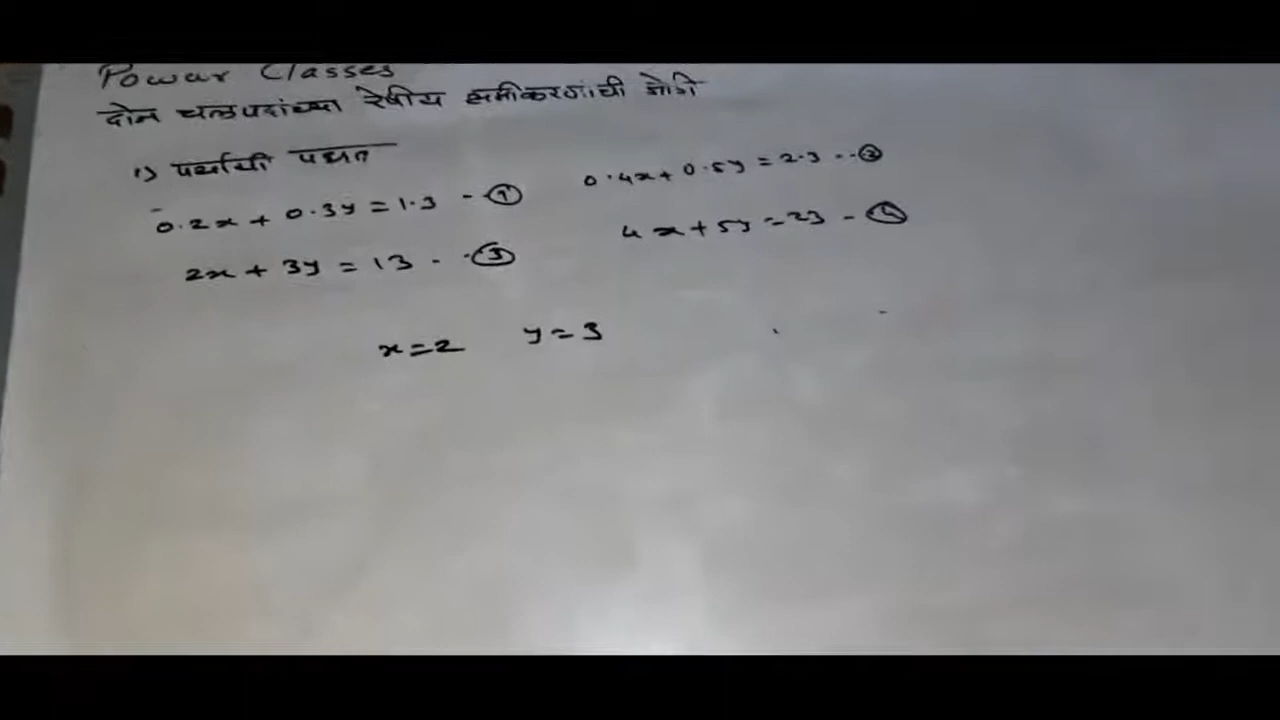 Powar Classes
दोन चलपदांच्या रेषीय समीकरणांची जोडी
1) पर्यायी पद्धत
0.2x + 0.3y = 1.3 -- ①
0.4x + 0.5y = 2.3 -- ②
2x + 3y = 13 -- ③
4x + 5y = 23 - ④
x = 2 y = 3